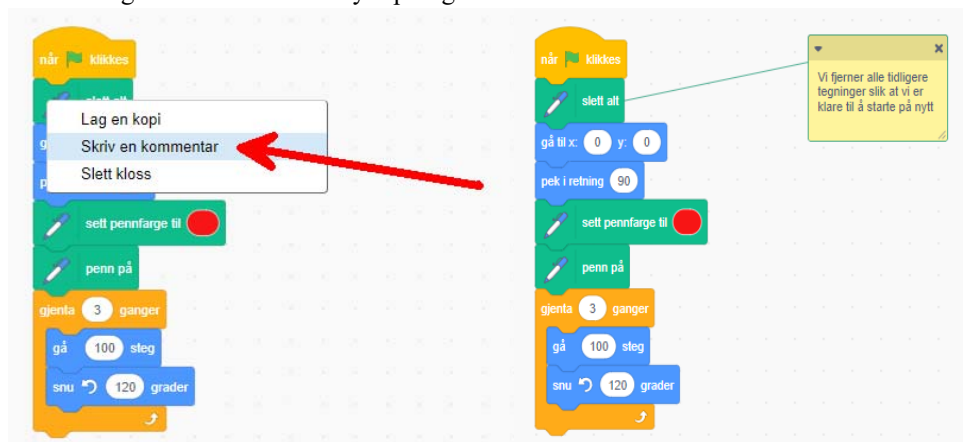 når klikkes
Lag en kopi
Skriv en kommentar
Slett kloss
sett pennfarge til
penn på
gjenta 3 ganger
gå 100 steg
snu 120 grader
når klikkes
slett alt
gå til x: 0 y: 0
pek i retning 90
sett pennfarge til
penn på
gjenta 3 ganger
gå 100 steg
snu 120 grader
Vi fjerner alle tidligere
tegninger slik at vi er
klare til å starte på nytt